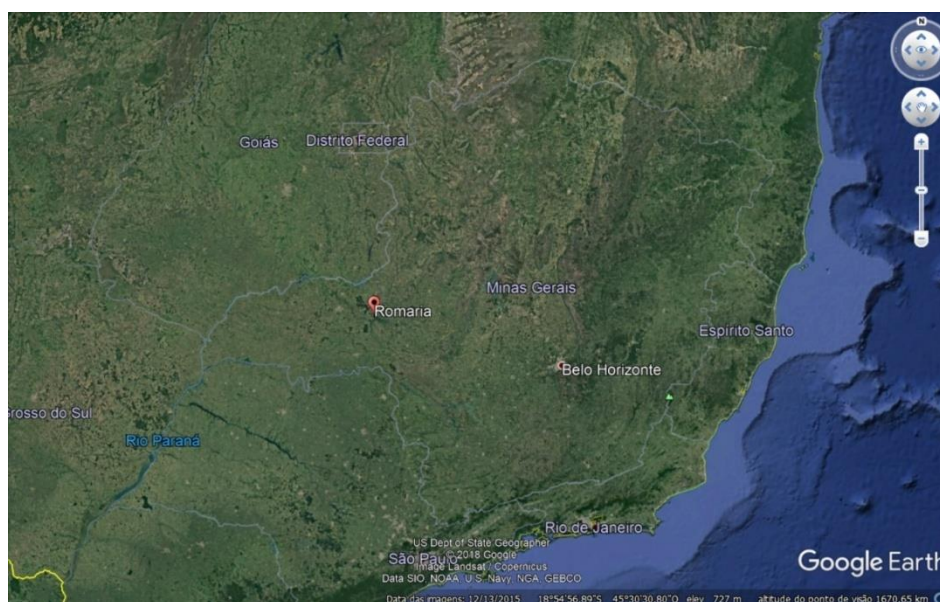 N
Goiás
Distrito Federal
Minas Gerais
Romaria
Espírito Santo
Belo Horizonte
Grosso do Sul
Rio Paraná
Rio de Janeiro
US Dept of State Geographer
© 2018 Google
São Paulo
Image Landsat / Copernicus
Data SIO, NOAA, U.S. Navy, NGA, GEBCO
Google Earth
Data das imagens: 12/13/2015 18°54'56.89"S 45°30'30.80"O elev 727 m altitude do ponto de visão 1670.65 km